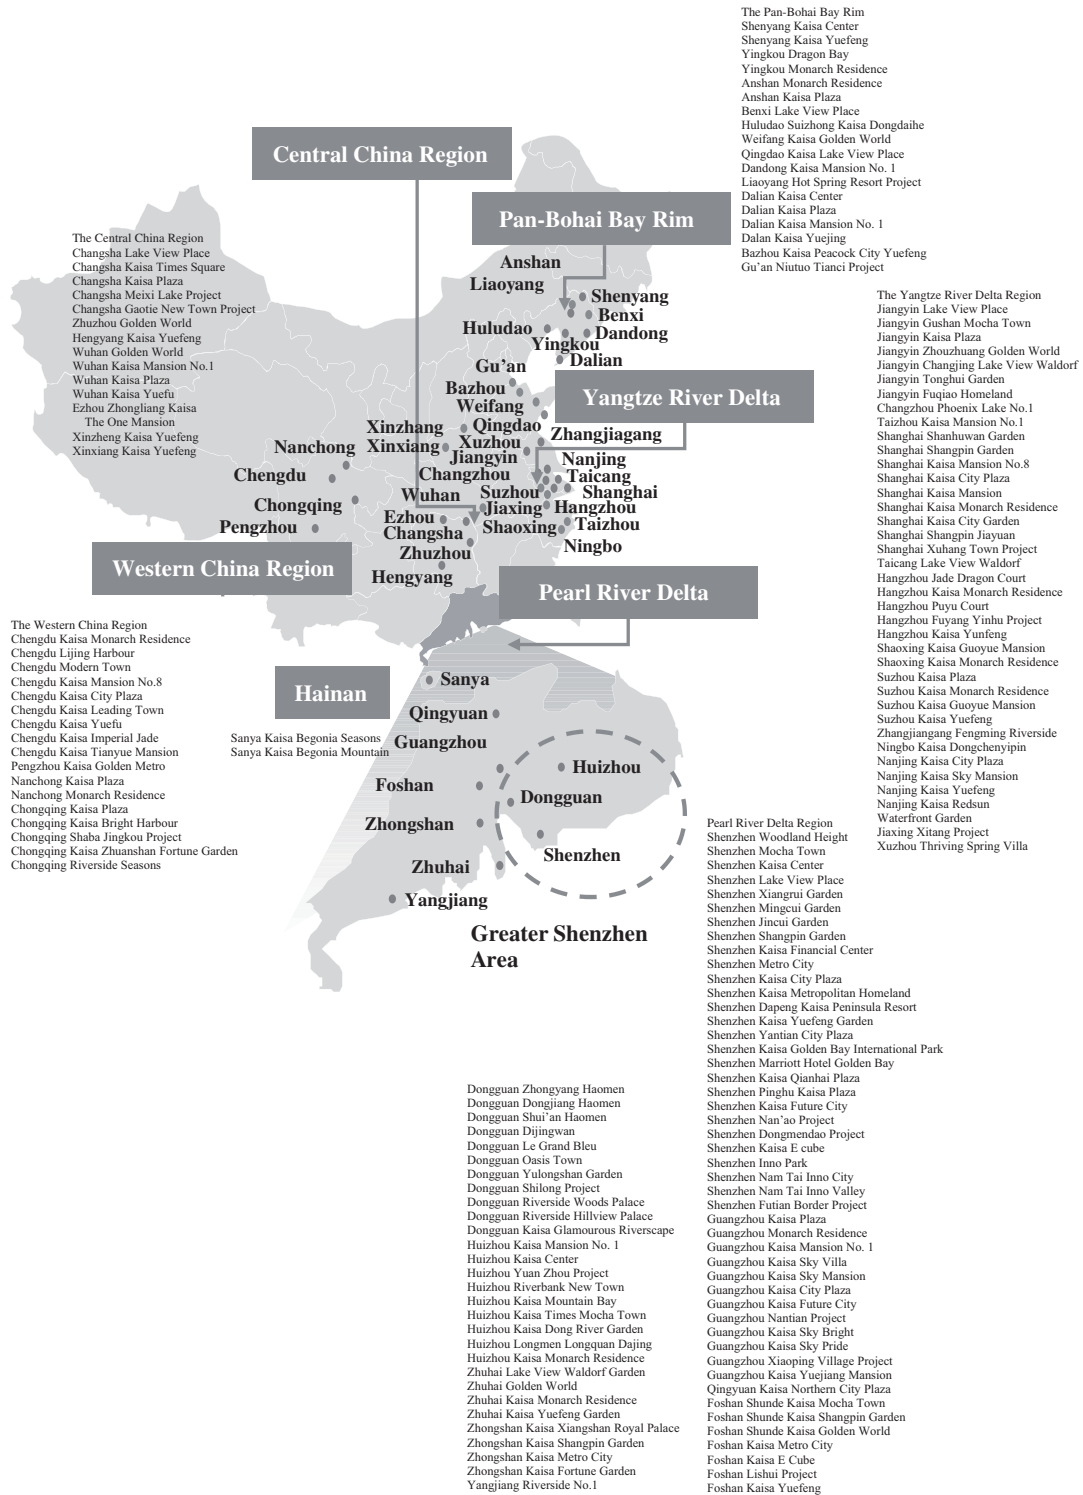 The Pan-Bohai Bay Rim
Shenyang Kaisa Center
Shenyang Kaisa Yuefeng
Yingkou Dragon Bay
Yingkou Monarch Residence
Anshan Monarch Residence
Anshan Kaisa Plaza
Benxi Lake View Place
Huludao Suizhong Kaisa Dongdaihe
Weifang Kaisa Golden World
Qingdao Kaisa Lake View Place
Dandong Kaisa Mansion No. 1
Liaoyang Hot Spring Resort Project
Dalian Kaisa Center
Dalian Kaisa Plaza
Dalian Kaisa Mansion No. 1
Dalan Kaisa Yuejing
Bazhou Kaisa Peacock City Yuefeng
Gu'an Niutuo Tianci Project
Central China Region
Pan-Bohai Bay Rim
The Central China Region
Changsha Lake View Place
Changsha Kaisa Times Square
Changsha Kaisa Plaza
Changsha Meixi Lake Project
Changsha Gaotie New Town Project
Zhuzhou Golden World
Hengyang Kaisa Yuefeng
Wuhan Golden World
Wuhan Kaisa Mansion No.1
Wuhan Kaisa Plaza
Wuhan Kaisa Yuefu
Ezhou Zhongliang Kaisa
The One Mansion
Xinzheng Kaisa Yuefeng
Xinxiang Kaisa Yuefeng
Anshan
Liaoyang
Shenyang
Benxi
Huludao
Dandong
Yingkou
Dalian
Gu'an
Bazhou
Weifang
Yangtze River Delta
Xinzhang
Qingdao
Zhangjiagang
Nanchong
Xinxiang
Xuzhou
Jiangyin
Nanjing
Chengdu
Changzhou
Taicang
Wuhan
Suzhou
Shanghai
Chongqing
Jiaxing
Hangzhou
Pengzhou
Ezhou
Changsha
Shaoxing
Taizhou
Zhuzhou
Ningbo
Hengyang
Western China Region
Pearl River Delta
The Yangtze River Delta Region
Jiangyin Lake View Place
Jiangyin Gushan Mocha Town
Jiangyin Kaisa Plaza
Jiangyin Zhouzhuang Golden World
Jiangyin Changjing Lake View Waldorf
Jiangyin Tonghui Garden
Jiangyin Fuqiao Homeland
Changzhou Phoenix Lake No.1
Taizhou Kaisa Mansion No.1
Shanghai Shanhuwan Garden
Shanghai Shangpin Garden
Shanghai Kaisa Mansion No.8
Shanghai Kaisa City Plaza
Shanghai Kaisa Mansion
Shanghai Kaisa Monarch Residence
Shanghai Kaisa City Garden
Shanghai Shangpin Jiayuan
Shanghai Xuhang Town Project
Taicang Lake View Waldorf
Hangzhou Jade Dragon Court
Hangzhou Kaisa Monarch Residence
Hangzhou Puyu Court
Hangzhou Fuyang Yinhu Project
Hangzhou Kaisa Yunfeng
Shaoxing Kaisa Guoyue Mansion
Shaoxing Kaisa Monarch Residence
Suzhou Kaisa Plaza
Suzhou Kaisa Monarch Residence
Suzhou Kaisa Guoyue Mansion
Suzhou Kaisa Yuefeng
Zhangjiangang Fengming Riverside
Ningbo Kaisa Dongchenyipin
Nanjing Kaisa City Plaza
Nanjing Kaisa Sky Mansion
Nanjing Kaisa Yuefeng
Nanjing Kaisa Redsun
Waterfront Garden
Jiaxing Xitang Project
Xuzhou Thriving Spring Villa
The Western China Region
Chengdu Kaisa Monarch Residence
Chengdu Lijing Harbour
Chengdu Modern Town
Chengdu Kaisa Mansion No.8
Chengdu Kaisa City Plaza
Chengdu Kaisa Leading Town
Chengdu Kaisa Yuefu
Chengdu Kaisa Imperial Jade
Chengdu Kaisa Tianyue Mansion
Pengzhou Kaisa Golden Metro
Nanchong Kaisa Plaza
Nanchong Monarch Residence
Chongqing Kaisa Plaza
Chongqing Kaisa Bright Harbour
Chongqing Shaba Jingkou Project
Chongqing Kaisa Zhuanshan Fortune Garden
Chongqing Riverside Seasons
Hainan
Sanya Kaisa Begonia Seasons
Sanya Kaisa Begonia Mountain
Sanya
Qingyuan
Guangzhou
Huizhou
Foshan
Dongguan
Zhongshan
Shenzhen
Zhuhai
Yangjiang
Greater Shenzhen
Area
Pearl River Delta Region
Shenzhen Woodland Height
Shenzhen Mocha Town
Shenzhen Kaisa Center
Shenzhen Lake View Place
Shenzhen Xiangrui Garden
Shenzhen Mingcui Garden
Shenzhen Jincui Garden
Shenzhen Shangpin Garden
Shenzhen Kaisa Financial Center
Shenzhen Metro City
Shenzhen Kaisa City Plaza
Shenzhen Kaisa Metropolitan Homeland
Shenzhen Dapeng Kaisa Peninsula Resort
Shenzhen Kaisa Yuefeng Garden
Shenzhen Yantian City Plaza
Shenzhen Kaisa Golden Bay International Park
Shenzhen Marriott Hotel Golden Bay
Shenzhen Kaisa Qianhai Plaza
Shenzhen Pinghu Kaisa Plaza
Shenzhen Kaisa Future City
Shenzhen Nan'ao Project
Shenzhen Dongmendao Project
Shenzhen Kaisa E cube
Shenzhen Inno Park
Shenzhen Nam Tai Inno City
Shenzhen Nam Tai Inno Valley
Shenzhen Futian Border Project
Guangzhou Kaisa Plaza
Guangzhou Monarch Residence
Guangzhou Kaisa Mansion No. 1
Guangzhou Kaisa Sky Villa
Guangzhou Kaisa Sky Mansion
Guangzhou Kaisa City Plaza
Guangzhou Kaisa Future City
Guangzhou Nantian Project
Guangzhou Kaisa Sky Bright
Guangzhou Kaisa Sky Pride
Guangzhou Xiaoping Village Project
Guangzhou Kaisa Yuejiang Mansion
Qingyuan Kaisa Northern City Plaza
Foshan Shunde Kaisa Mocha Town
Foshan Shunde Kaisa Shangpin Garden
Foshan Shunde Kaisa Golden World
Foshan Kaisa Metro City
Foshan Kaisa E Cube
Foshan Lishui Project
Foshan Kaisa Yuefeng
Dongguan Zhongyang Haomen
Dongguan Dongjiang Haomen
Dongguan Shui'an Haomen
Dongguan Dijingwan
Dongguan Le Grand Bleu
Dongguan Oasis Town
Dongguan Yulongshan Garden
Dongguan Shilong Project
Dongguan Riverside Woods Palace
Dongguan Riverside Hillview Palace
Dongguan Kaisa Glamourous Riverscape
Huizhou Kaisa Mansion No. 1
Huizhou Kaisa Center
Huizhou Yuan Zhou Project
Huizhou Riverbank New Town
Huizhou Kaisa Mountain Bay
Huizhou Kaisa Times Mocha Town
Huizhou Kaisa Dong River Garden
Huizhou Longmen Longquan Dajing
Huizhou Kaisa Monarch Residence
Zhuhai Lake View Waldorf Garden
Zhuhai Golden World
Zhuhai Kaisa Monarch Residence
Zhuhai Kaisa Yuefeng Garden
Zhongshan Kaisa Xiangshan Royal Palace
Zhongshan Kaisa Shangpin Garden
Zhongshan Kaisa Metro City
Zhongshan Kaisa Fortune Garden
Yangjiang Riverside No.1